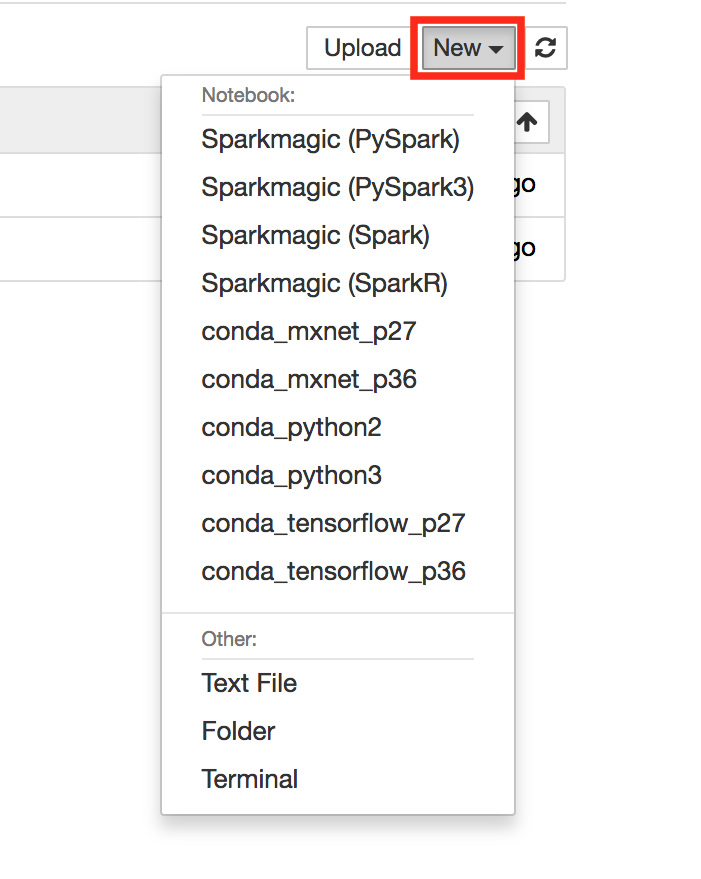 Upload New
Notebook:
Sparkmagic (PySpark)
Sparkmagic (PySpark3)
go
Sparkmagic (Spark)
go
Sparkmagic (SparkR)
conda_mxnet_p27
conda_mxnet_p36
conda_python2
conda_python3
conda_tensorflow_p27
conda_tensorflow_p36
Other:
Text File
Folder
Terminal